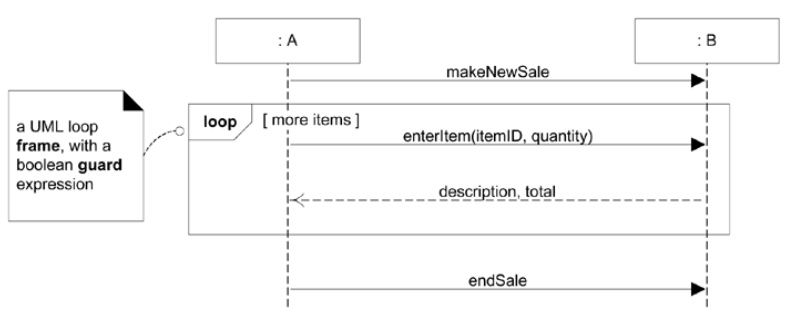 : A
: B
makeNewSale
a UML loop
frame, with a
boolean guard
expression
loop
[ more items ]
enterItem(itemID, quantity)
description, total
endSale